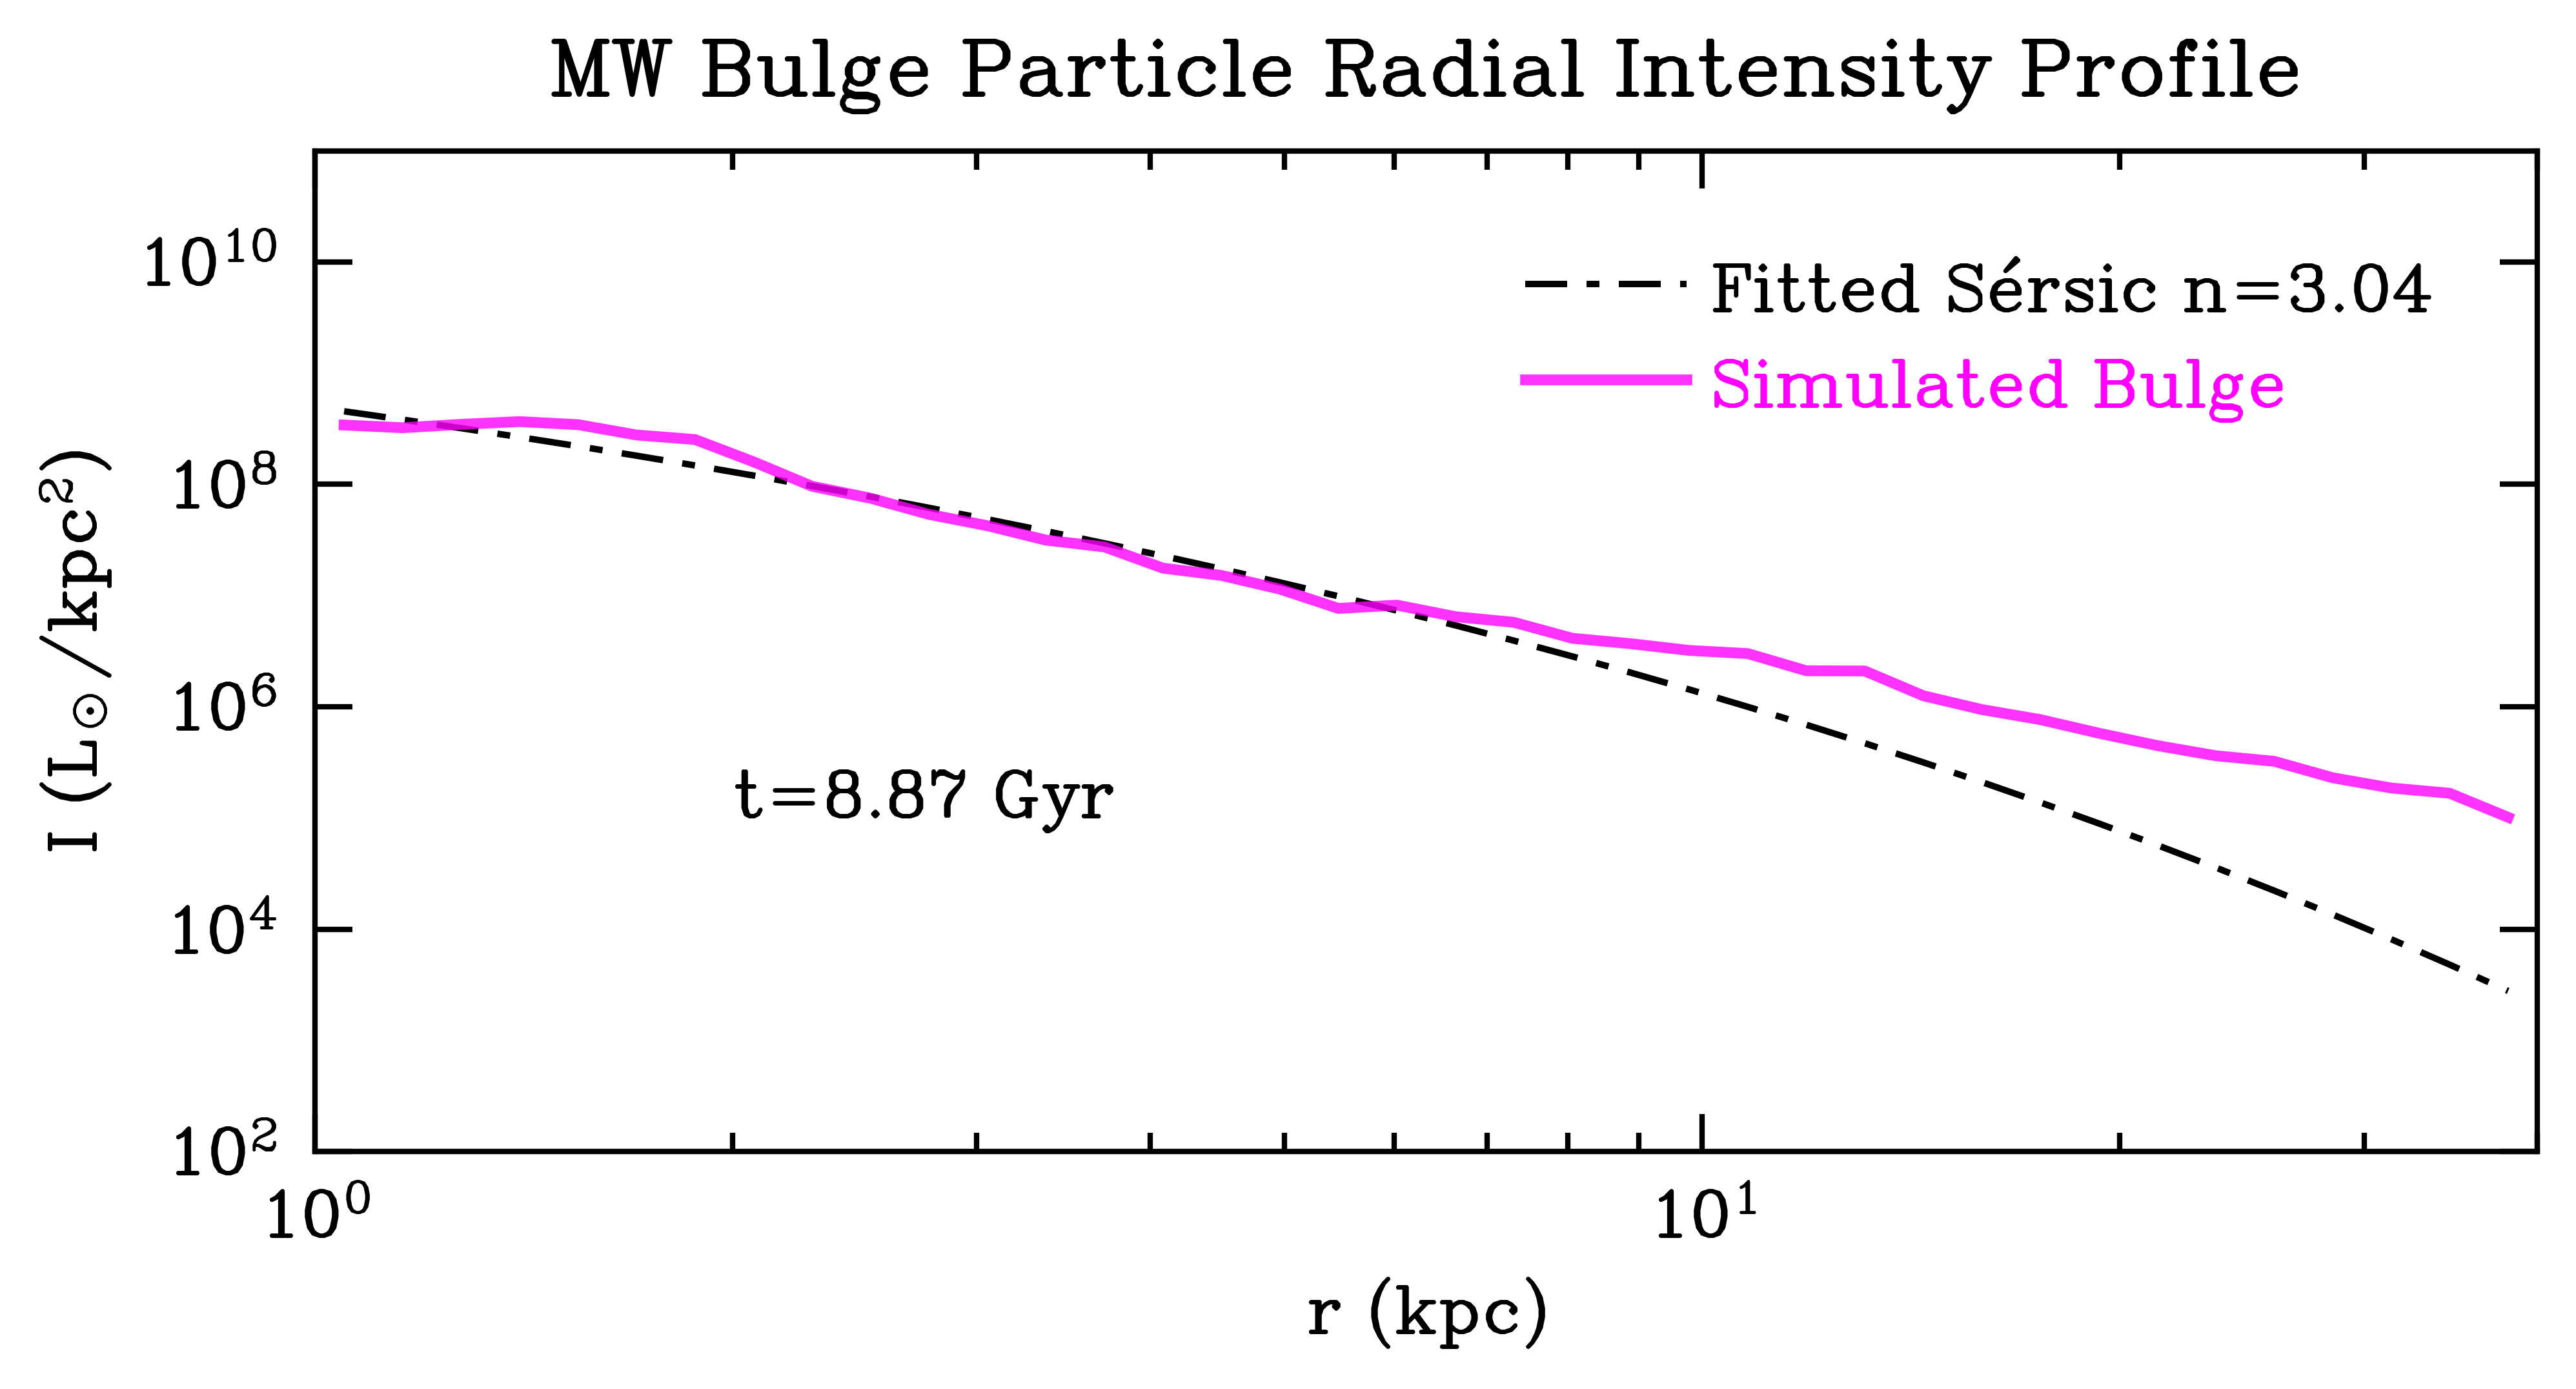 MW Bulge Particle Radial Intensity Profile
10¹⁰
10⁸
10⁶
10⁴
10²
I (L☉/kpc²)
Fitted Sérsic n=3.04
Simulated Bulge
t=8.87 Gyr
10⁰
10¹
r (kpc)